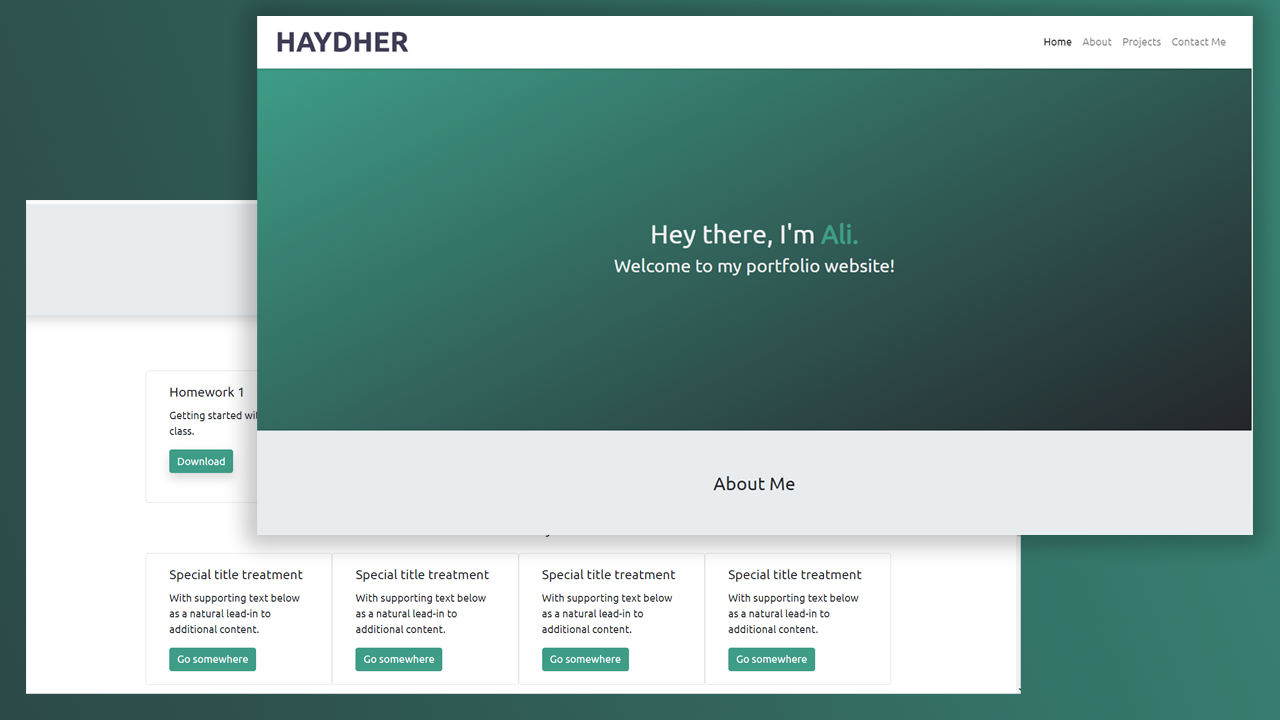 HAYDHER
Home About Projects Contact Me
Hey there, I'm Ali.
Welcome to my portfolio website!
About Me
Homework 1
Getting started
class.
Download
Special title treatment
With supporting text below
as a natural lead-in to
additional content.
Go somewhere
Special title treatment
With supporting text below
as a natural lead-in to
additional content.
Go somewhere
Special title treatment
With supporting text below
as a natural lead-in to
additional content.
Go somewhere
Special title treatment
With supporting text below
as a natural lead-in to
additional content.
Go somewhere